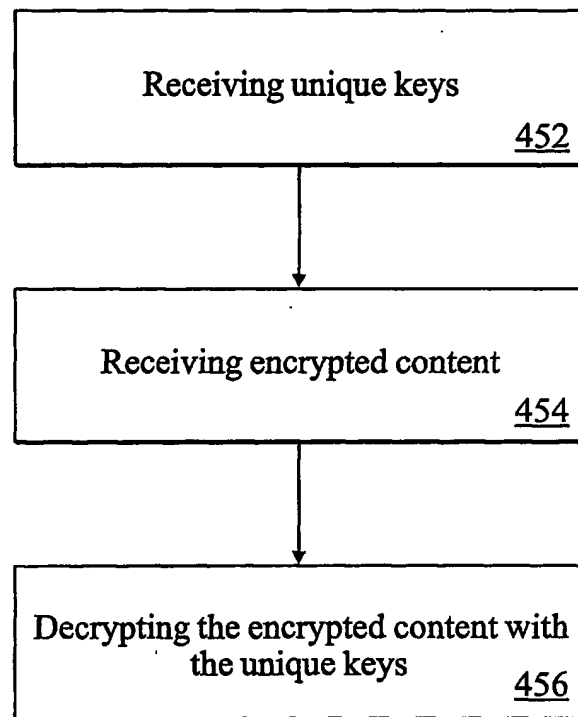 Receiving unique keys
452
Receiving encrypted content
454
Decrypting the encrypted content with
the unique keys
456